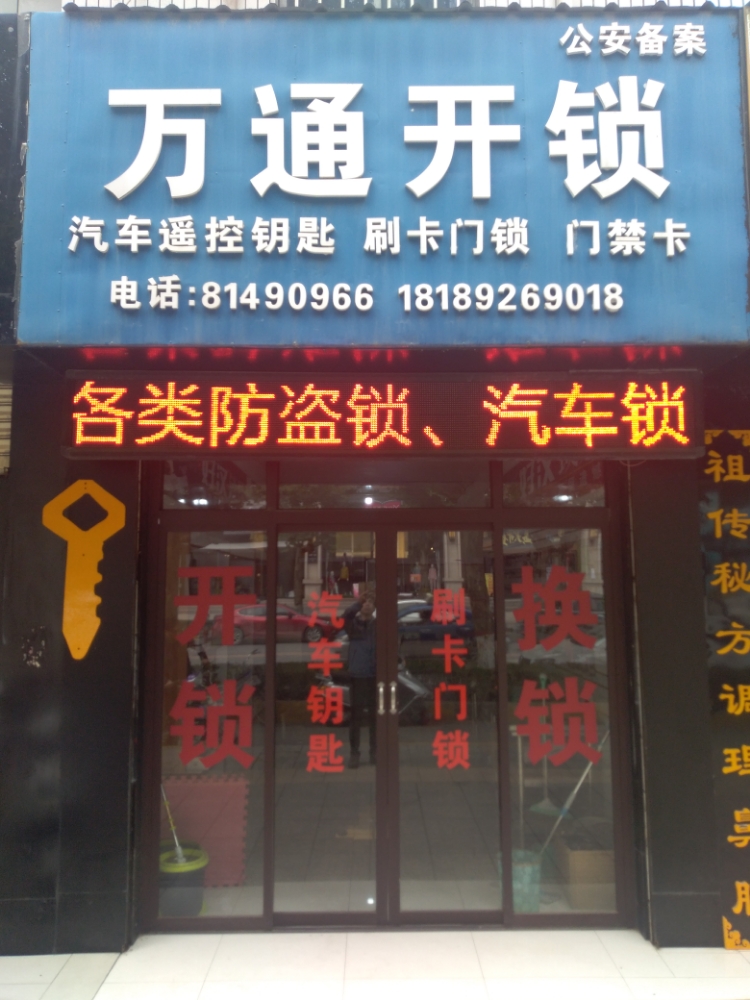 公安备案
万通开锁
汽车遥控钥匙 刷卡门锁 门禁卡
电话:81490966 18189269018
各类防盗锁、汽车锁
开锁
汽车钥匙
刷卡门锁
换锁
祖传秘方调理